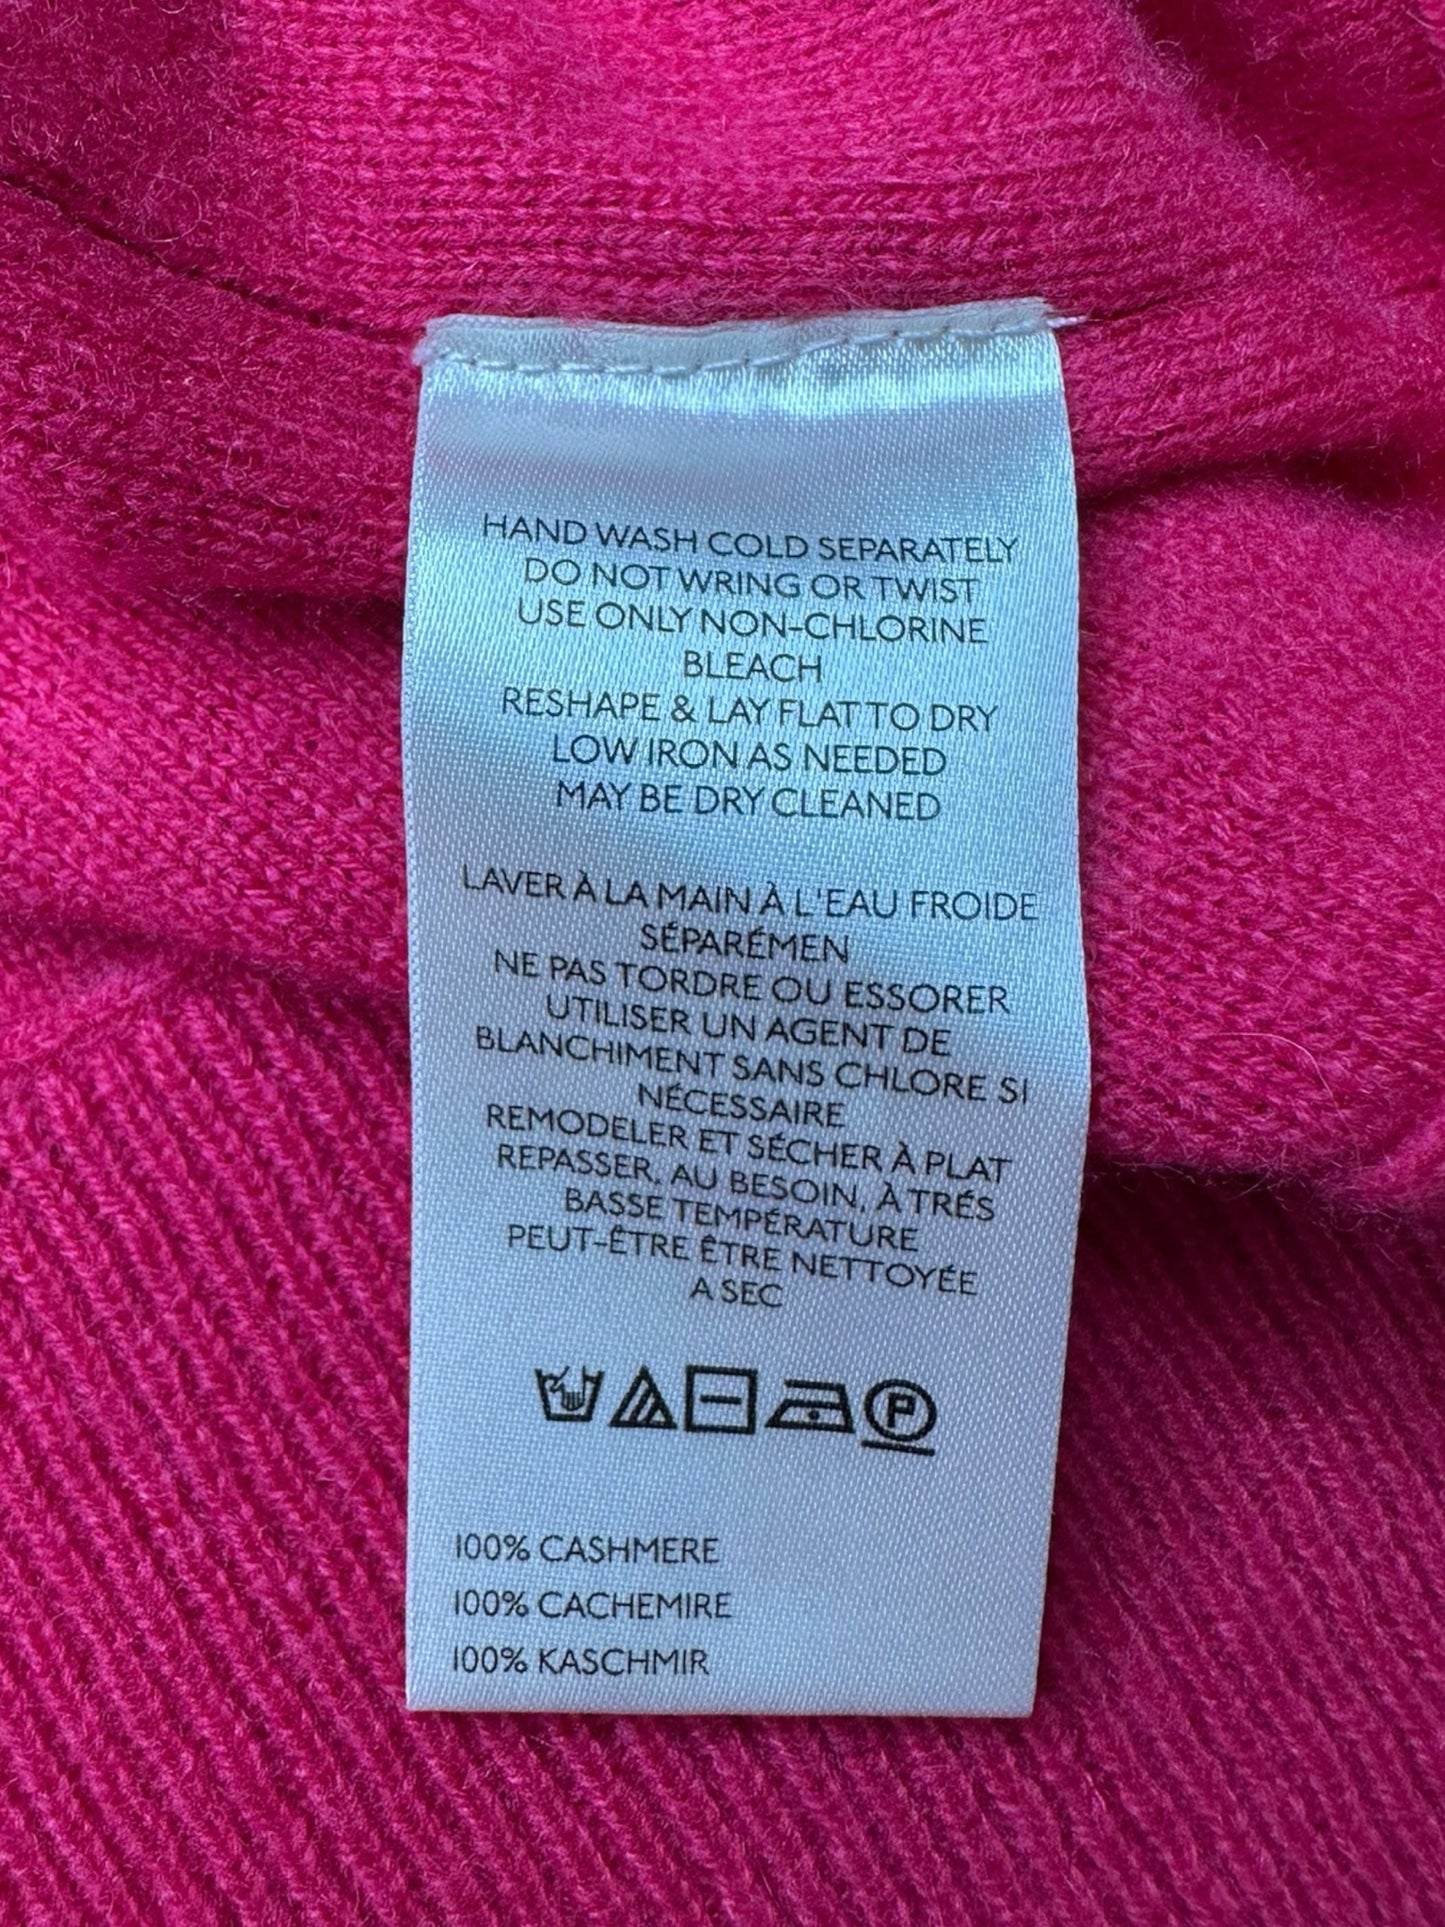 HAND WASH COLD SEPARATELY
DO NOT WRING OR TWIST
USE ONLY NON-CHLORINE
BLEACH
RESHAPE & LAY FLAT TO DRY
LOW IRON AS NEEDED
MAY BE DRY CLEANED
LAVER À LA MAIN À L'EAU FROIDE
SÉPARÉMEN
NE PAS TORDRE OU ESSORER
UTILISER UN AGENT DE
BLANCHIMENT SANS CHLORE SI
NÉCESSAIRE
REMODELER ET SÉCHER À PLAT
REPASSER, AU BESOIN, À TRÉS
BASSE TEMPÉRATURE
PEUT-ÊTRE ÊTRE NETTOYÉE
A SEC
P
100% CASHMERE
100% CACHEMIRE
100% KASCHMIR